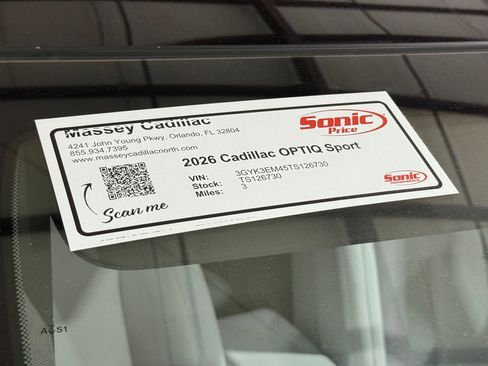 Massey Cadillac
4241 John Young Pkwy, Orlando, FL 32804
855.934.7395
www.masseycadillacnorth.com
Sonic
Price
2026 Cadillac OPTIQ Sport
VIN: 3GYK3EM45TS126730
Stock: TS126730
Miles: 3
Scan me
Sonic